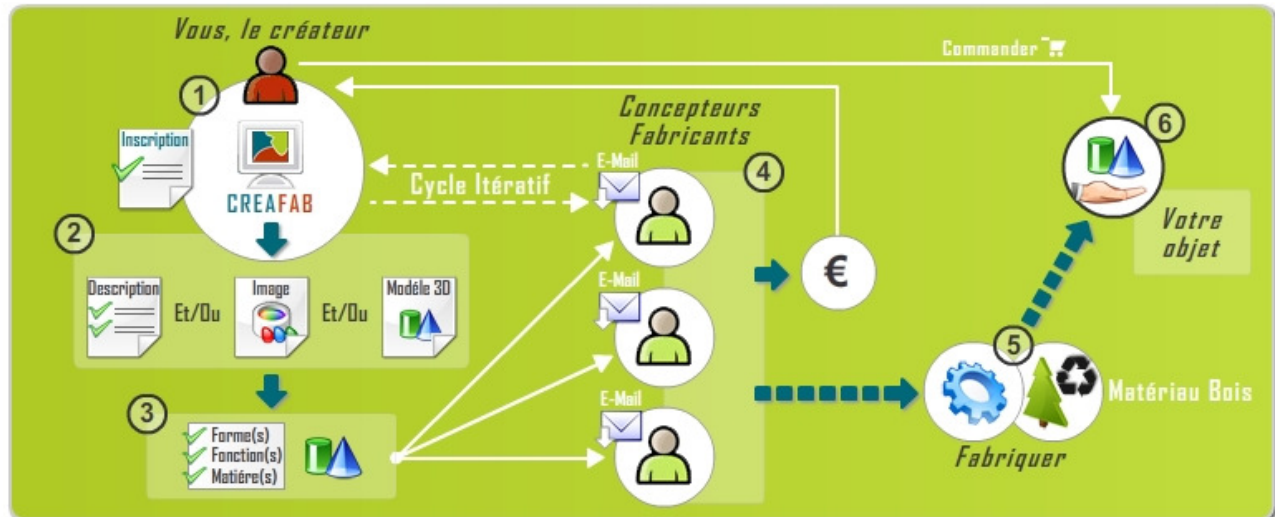 Vous, le créateur
Commander
1
Inscription
CREAFAB
Concepteurs
Fabricants
E-Mail
Cycle Itératif
4
6
Votre
objet
2
Description
Et/Ou
Image
Et/Ou
Modéle 3D
E-Mail
€
3
Forme(s)
Fonction(s)
Matiére(s)
E-Mail
5
Matériau Bois
Fabriquer